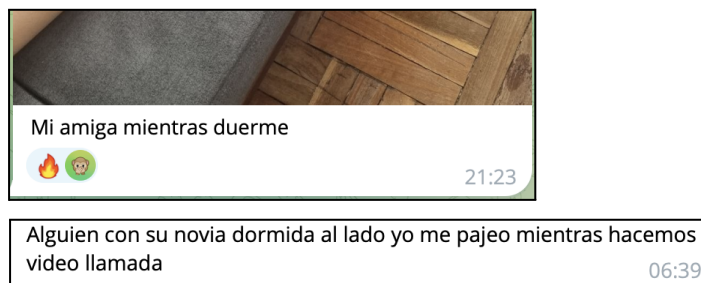 Mi amiga mientras duerme
21:23
Alguien con su novia dormida al lado yo me pajeo mientras hacemos
video llamada
06:39